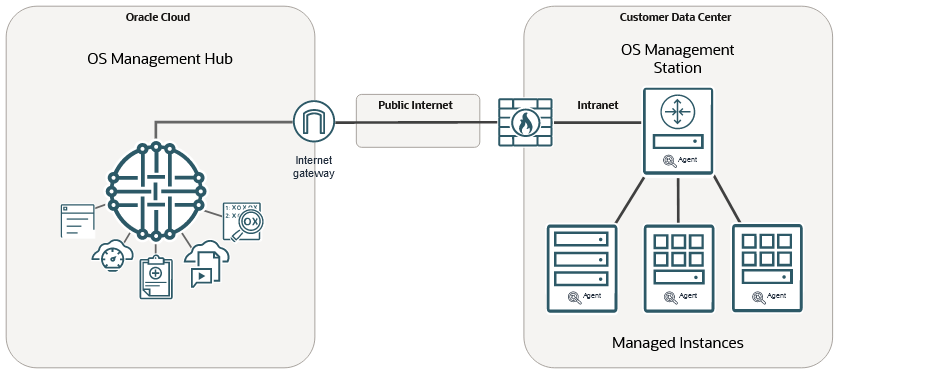 Oracle Cloud
OS Management Hub
Internet
gateway
1: XOXOX
2: X
OX
Public Internet
Customer Data Center
OS Management
Station
Intranet
Agent
Agent
Agent
Agent
Managed Instances